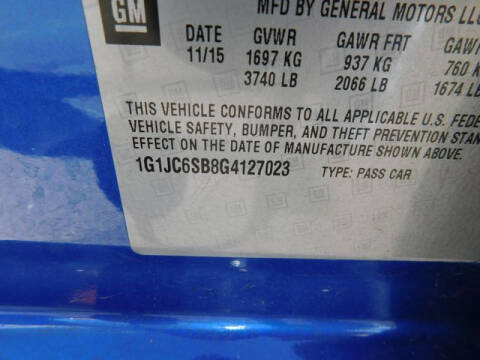 GM
MFD BY GENERAL MOTORS LLC
DATE GVWR GAWR FRT GAWR
11/15 1697 KG 937 KG 760 KG
3740 LB 2066 LB 1674 LB
THIS VEHICLE CONFORMS TO ALL APPLICABLE U.S. FEDE
VEHICLE SAFETY, BUMPER, AND THEFT PREVENTION STAN
EFFECT ON THE DATE OF MANUFACTURE SHOWN ABOVE.
1G1JC6SB8G4127023 TYPE: PASS CAR